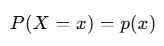 P(X = x) = p(x)